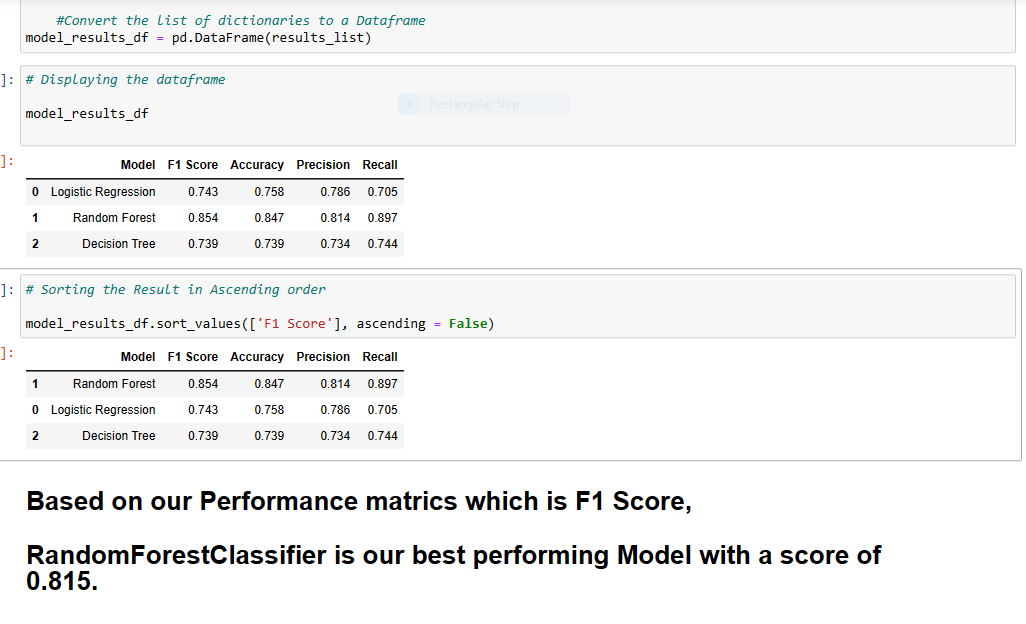 #Convert the list of dictionaries to a Dataframe
model_results_df = pd.DataFrame(results_list)
]: # Displaying the dataframe
Rectangular Snip
model_results_df
]:
Model F1 Score Accuracy Precision Recall
0 Logistic Regression 0.743 0.758 0.786 0.705
1 Random Forest 0.854 0.847 0.814 0.897
2 Decision Tree 0.739 0.739 0.734 0.744
]: # Sorting the Result in Ascending order
model_results_df.sort_values(['F1 Score'], ascending = False)
]:
Model F1 Score Accuracy Precision Recall
1 Random Forest 0.854 0.847 0.814 0.897
0 Logistic Regression 0.743 0.758 0.786 0.705
2 Decision Tree 0.739 0.739 0.734 0.744
Based on our Performance matrics which is F1 Score,
RandomForestClassifier is our best performing Model with a score of
0.815.